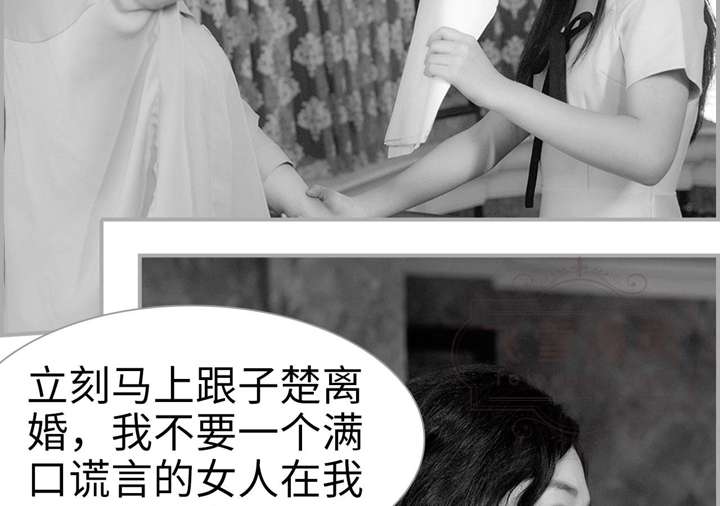 立刻马上跟子楚离
婚，我不要一个满
口谎言的女人在我